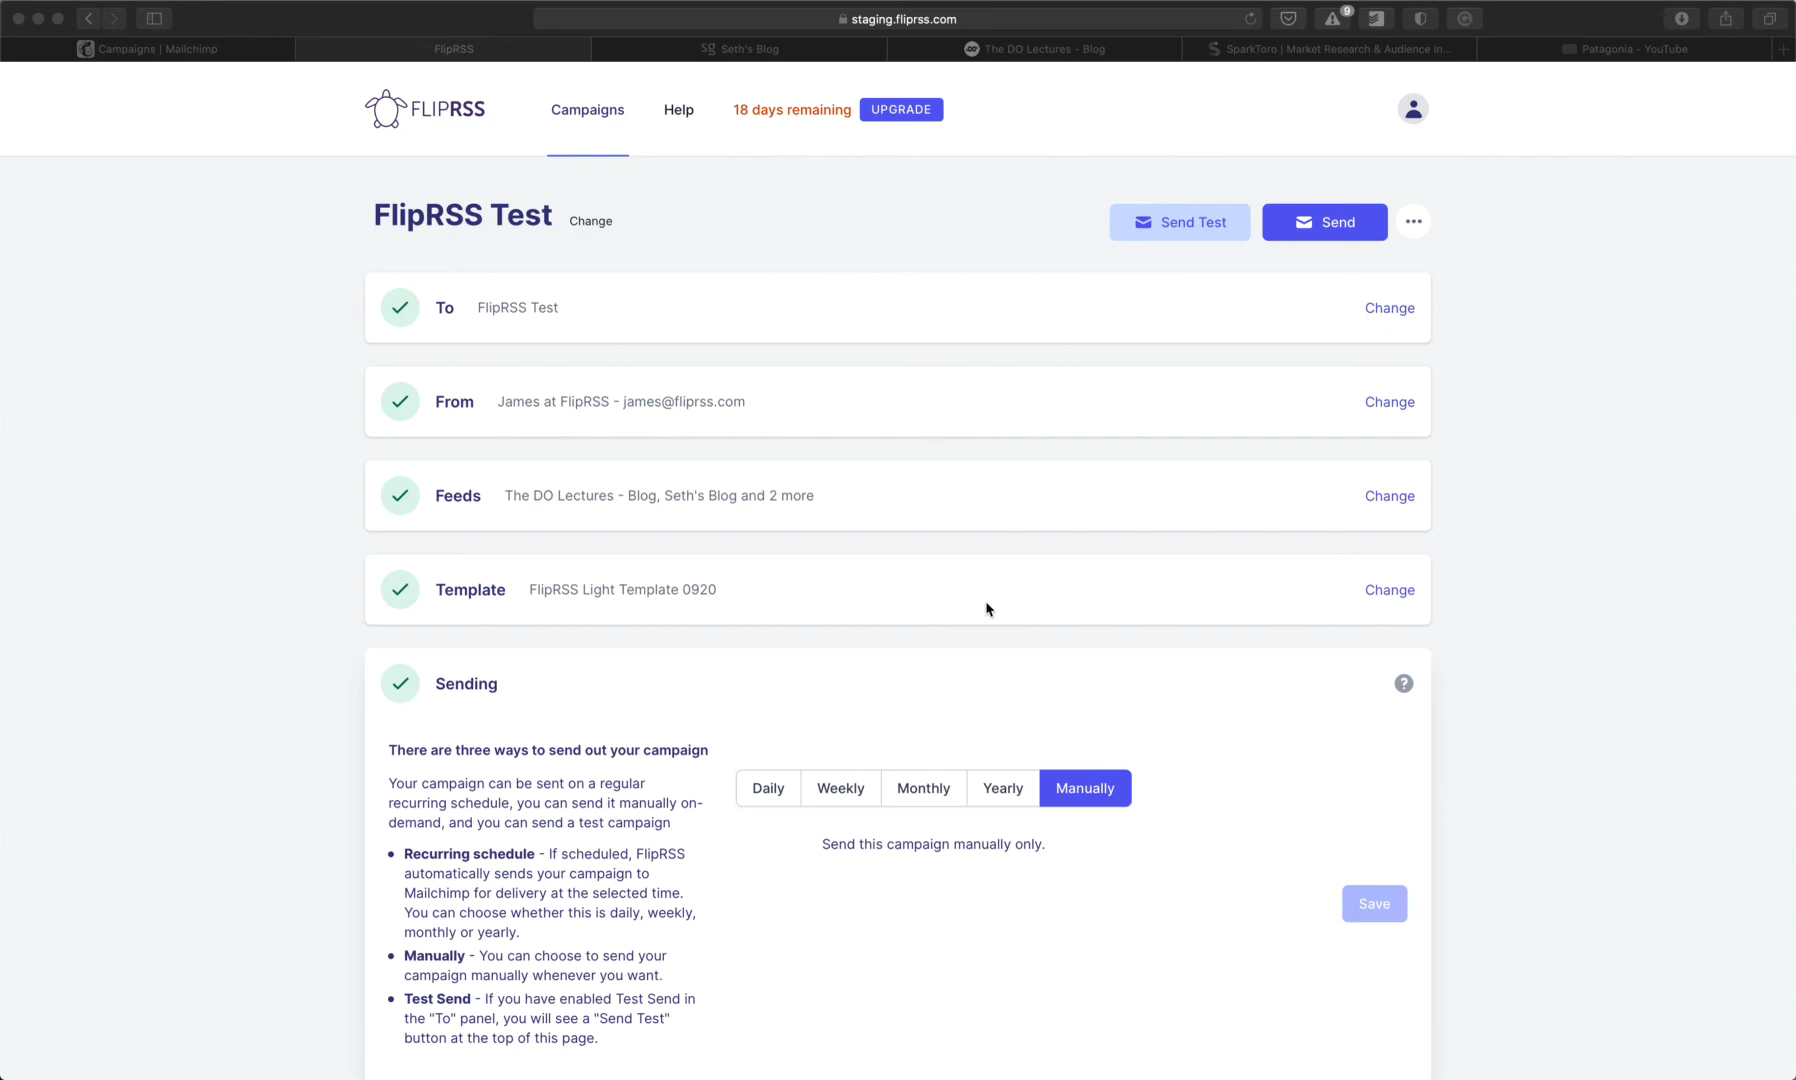 staging.fliprss.com
9
Campaigns | Mailchimp
FlipRSS
Seth's Blog
The DO Lectures - Blog
SparkToro | Market Research & Audience In...
Patagonia - YouTube
FLIPRSS
Campaigns
Help
18 days remaining
UPGRADE
FlipRSS Test
Change
Send Test
Send
To
FlipRSS Test
Change
From
James at FlipRSS - james@fliprss.com
Change
Feeds
The DO Lectures - Blog, Seth's Blog and 2 more
Change
Template
FlipRSS Light Template 0920
Change
Sending
?
There are three ways to send out your campaign
Your campaign can be sent on a regular
recurring schedule, you can send it manually on-
demand, and you can send a test campaign
• Recurring schedule - If scheduled, FlipRSS
automatically sends your campaign to
Mailchimp for delivery at the selected time.
You can choose whether this is daily, weekly,
monthly or yearly.
• Manually - You can choose to send your
campaign manually whenever you want.
• Test Send - If you have enabled Test Send in
the "To" panel, you will see a "Send Test"
button at the top of this page.
Daily
Weekly
Monthly
Yearly
Manually
Send this campaign manually only.
Save